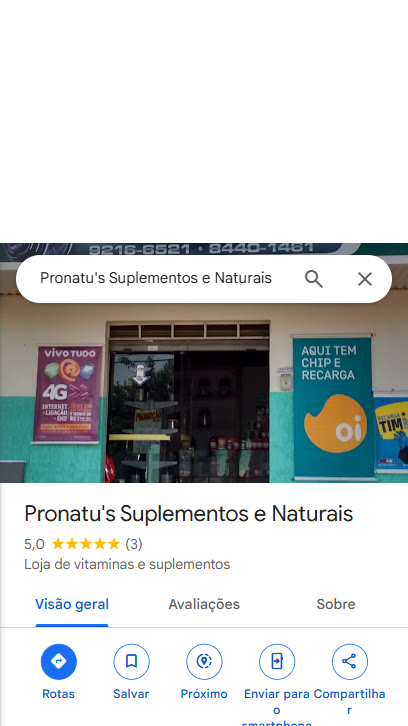 9216-6521 • 8440-1461
Pronatu's Suplementos e Naturais
vivo TUDO
4G
INTERNET
+ LIGAÇÃO
+ SMS
AQUI TEM
CHIP E
RECARGA
oi
RECARGA
TIM
Pronatu's Suplementos e Naturais
5,0 (3)
Loja de vitaminas e suplementos
Visão geral Avaliações Sobre
Rotas Salvar Próximo Enviar para o smartphone Compartilhar